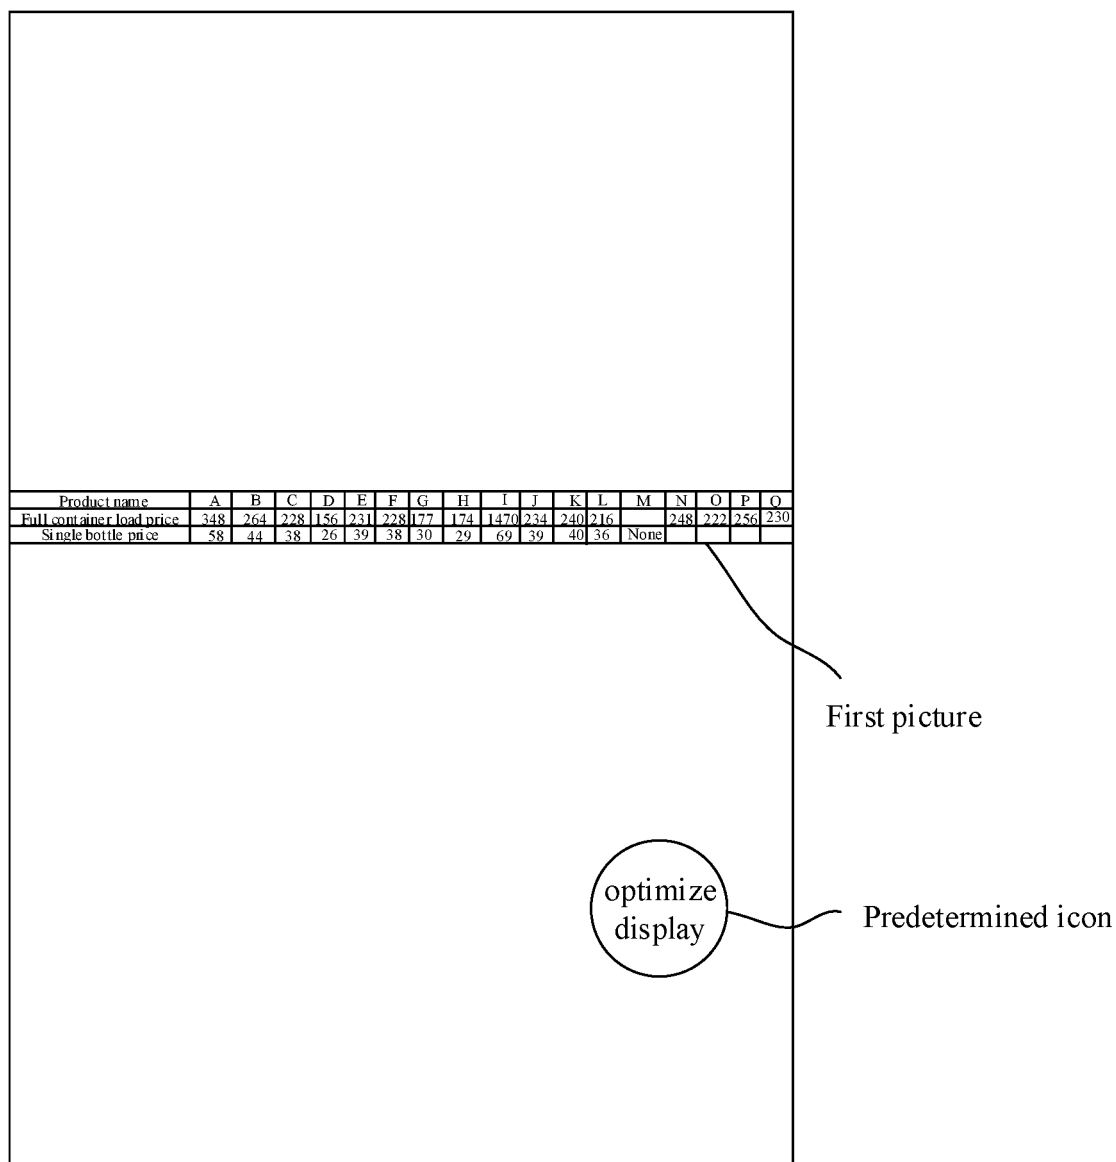 Product name A B C D E F G H I J K L M N O P Q
Full container load price 348 264 228 156 231 228 177 174 1470 234 240 216 248 222 256 230
Single bottle price 58 44 38 26 39 38 30 29 69 39 40 36 None
First picture
optimize
display
Predetermined icon